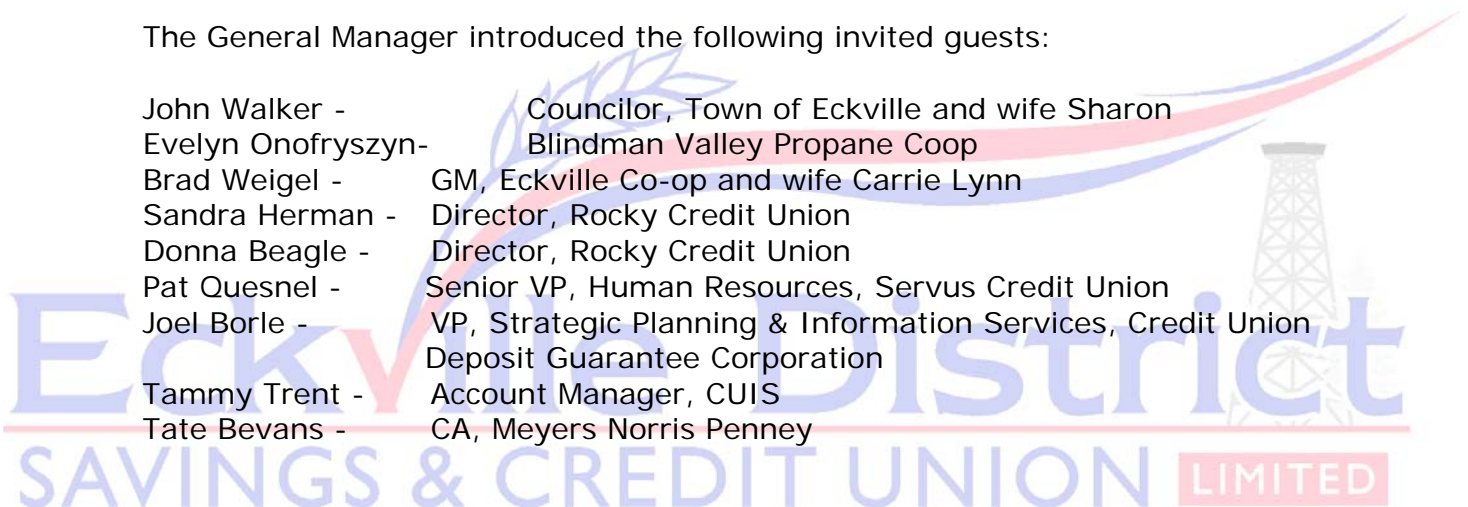 The General Manager introduced the following invited guests:
John Walker - Councilor, Town of Eckville and wife Sharon
Evelyn Onofryszyn- Blindman Valley Propane Coop
Brad Weigel - GM, Eckville Co-op and wife Carrie Lynn
Sandra Herman - Director, Rocky Credit Union
Donna Beagle - Director, Rocky Credit Union
Pat Quesnel - Senior VP, Human Resources, Servus Credit Union
Joel Borle - VP, Strategic Planning & Information Services, Credit Union
Deposit Guarantee Corporation
Tammy Trent - Account Manager, CUIS
Tate Bevans - CA, Meyers Norris Penney
Eckville District
SAVINGS & CREDIT UNION LIMITED